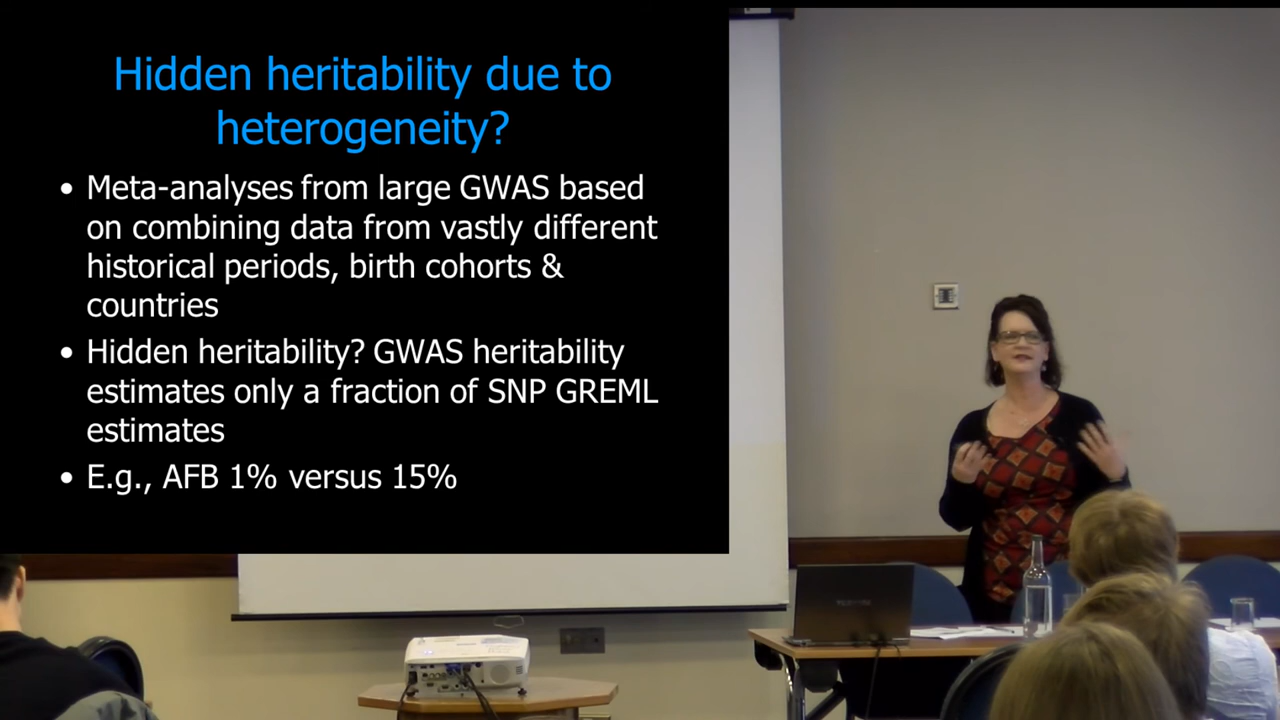 Hidden heritability due to
heterogeneity?
• Meta-analyses from large GWAS based
on combining data from vastly different
historical periods, birth cohorts &
countries
• Hidden heritability? GWAS heritability
estimates only a fraction of SNP GREML
estimates
• E.g., AFB 1% versus 15%